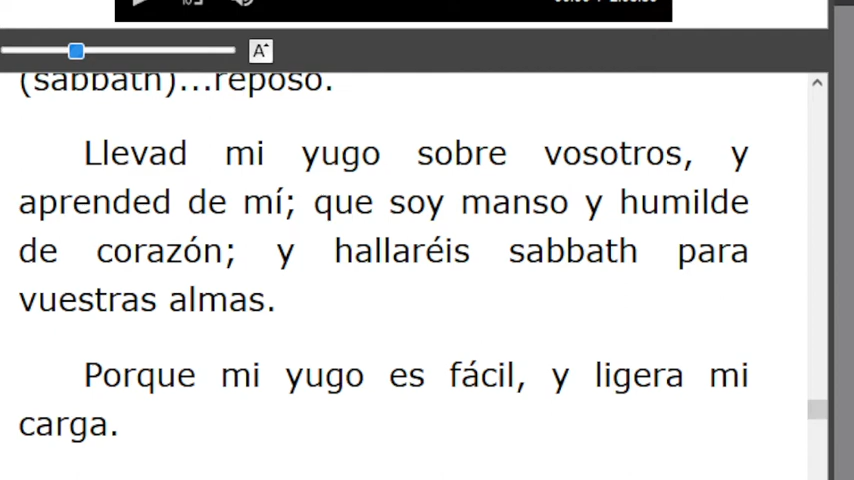 (sabbath)...reposo.
Llevad mi yugo sobre vosotros, y
aprended de mí; que soy manso y humilde
de corazón; y hallaréis sabbath para
vuestras almas.
Porque mi yugo es fácil, y ligera mi
carga.